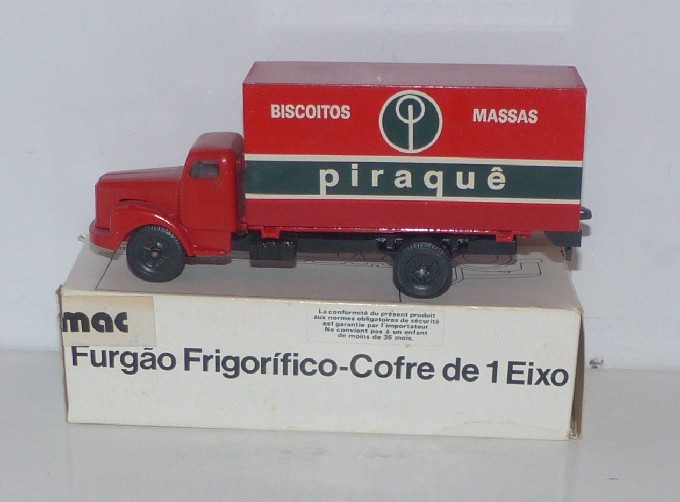 BISCOITOS MASSAS
piraquê
mac
La conformité du présent produit
aux normes obligatoires de sécurité
est garantie par l'importateur
Ne convient pas à un enfant
de moins de 36 mois.
Furgão Frigorífico-Cofre de 1 Eixo